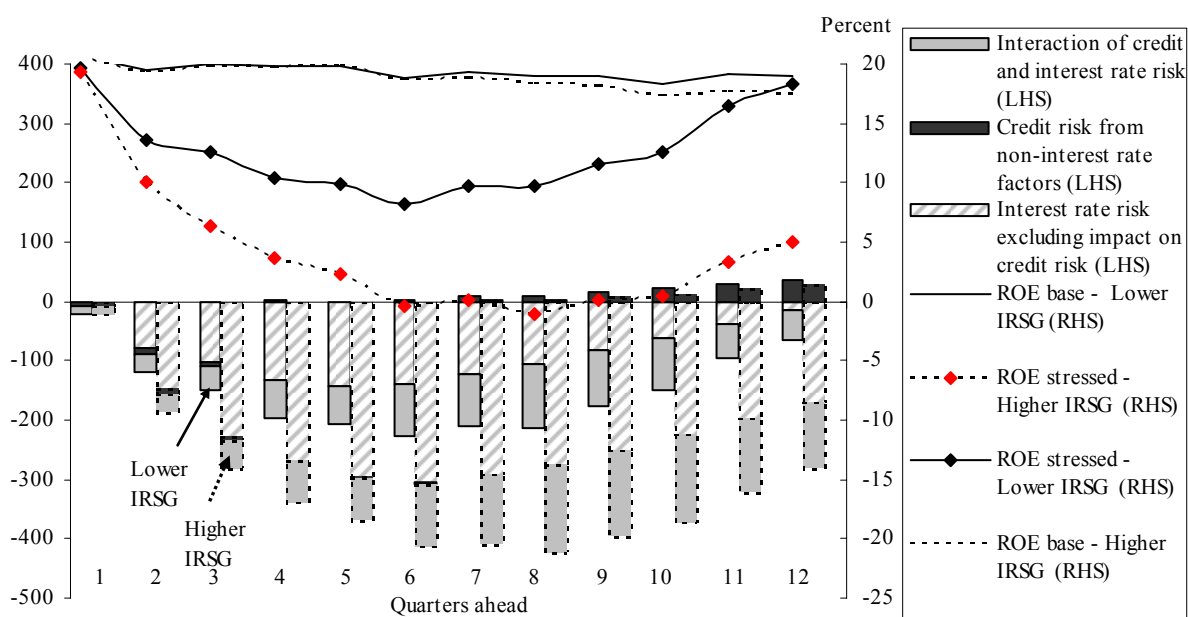 Percent
400
300
200
100
0
-100
-200
-300
-400
-500
20
15
10
5
0
-5
-10
-15
-20
-25
1 2 3 4 5 6 7 8 9 10 11 12
Quarters ahead
Lower
IRSG
Higher
IRSG
Interaction of credit
and interest rate risk
(LHS)
Credit risk from
non-interest rate
factors (LHS)
Interest rate risk
excluding impact on
credit risk (LHS)
ROE base - Lower
IRSG (RHS)
ROE stressed -
Higher IRSG (RHS)
ROE stressed -
Lower IRSG (RHS)
ROE base - Higher
IRSG (RHS)